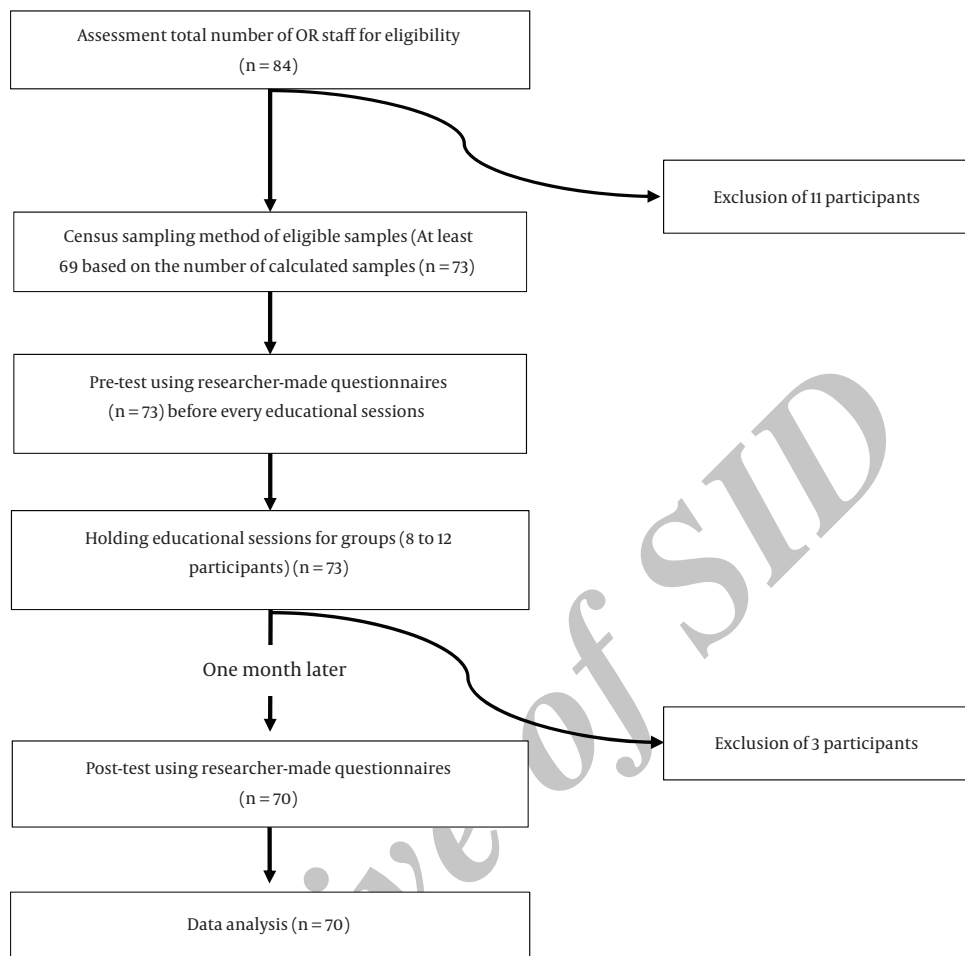 Assessment total number of OR staff for eligibility
(n = 84)
Exclusion of 11 participants
Census sampling method of eligible samples (At least
69 based on the number of calculated samples (n = 73)
Pre-test using researcher-made questionnaires
(n = 73) before every educational sessions
Holding educational sessions for groups (8 to 12
participants) (n = 73)
One month later
Exclusion of 3 participants
Post-test using researcher-made questionnaires
(n = 70)
Data analysis (n = 70)
ive of SID